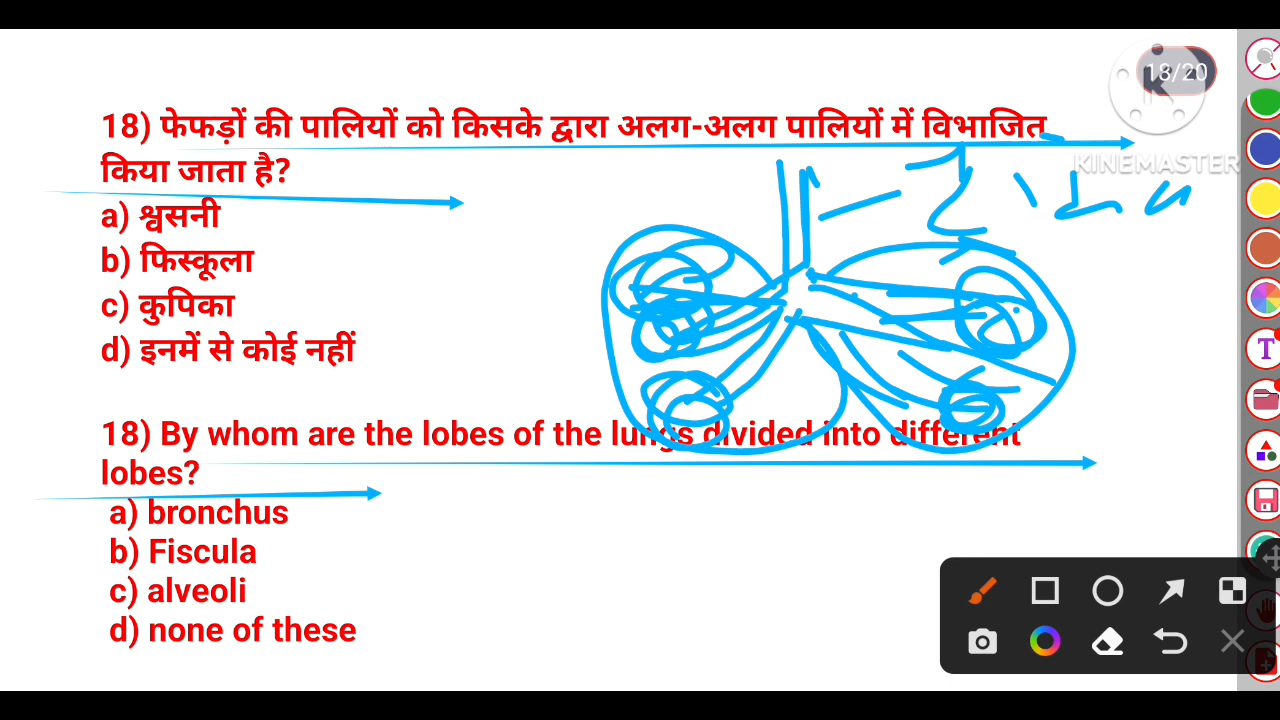 18/20
KINEMASTER
18) फेफड़ों की पालियों को किसके द्वारा अलग-अलग पालियों में विभाजित
किया जाता है?
a) श्वसनी
b) फिस्कूला
c) कुपिका
d) इनमें से कोई नहीं
18) By whom are the lobes of the lungs divided into different
lobes?
a) bronchus
b) Fiscula
c) alveoli
d) none of these
T